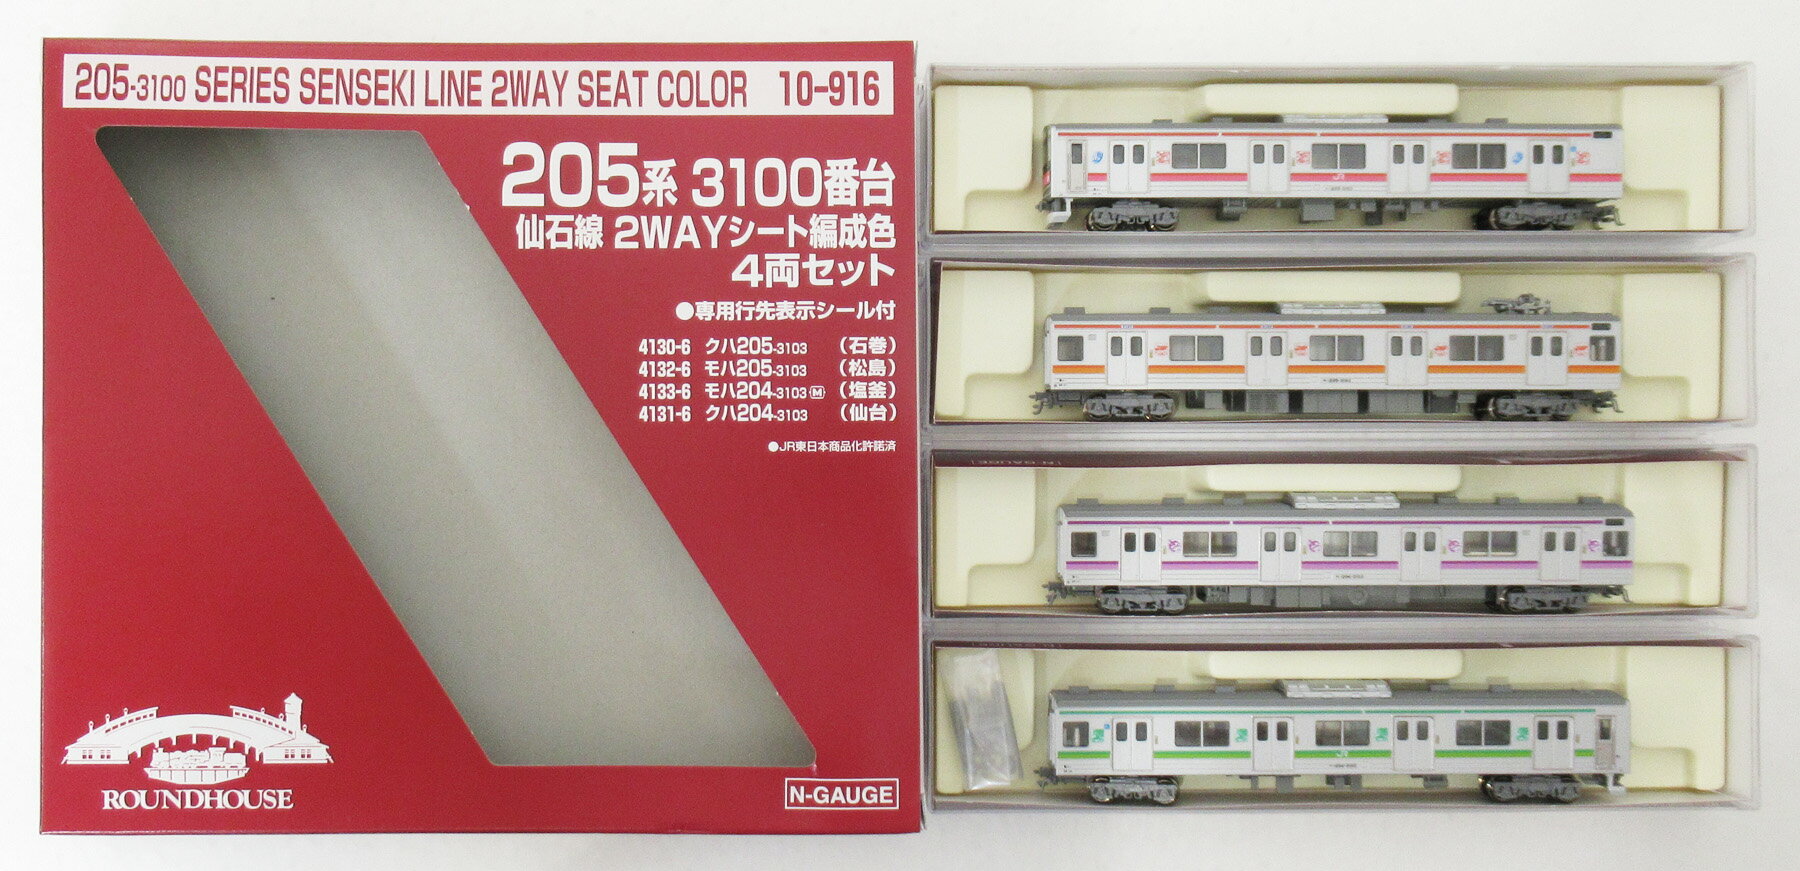 205-3100 SERIES SENSEKI LINE 2WAY SEAT COLOR 10-916
205系 3100番台
仙石線 2WAYシート編成色
4両セット
●専用行先表示シール付
4130-6 クハ205-3103 (石巻)
4132-6 モハ205-3103 (松島)
4133-6 モハ204-3103 M (塩釜)
4131-6 クハ204-3103 (仙台)
●JR東日本商品化許諾済
ROUNDHOUSE
N-GAUGE
JR
N-GAUGE